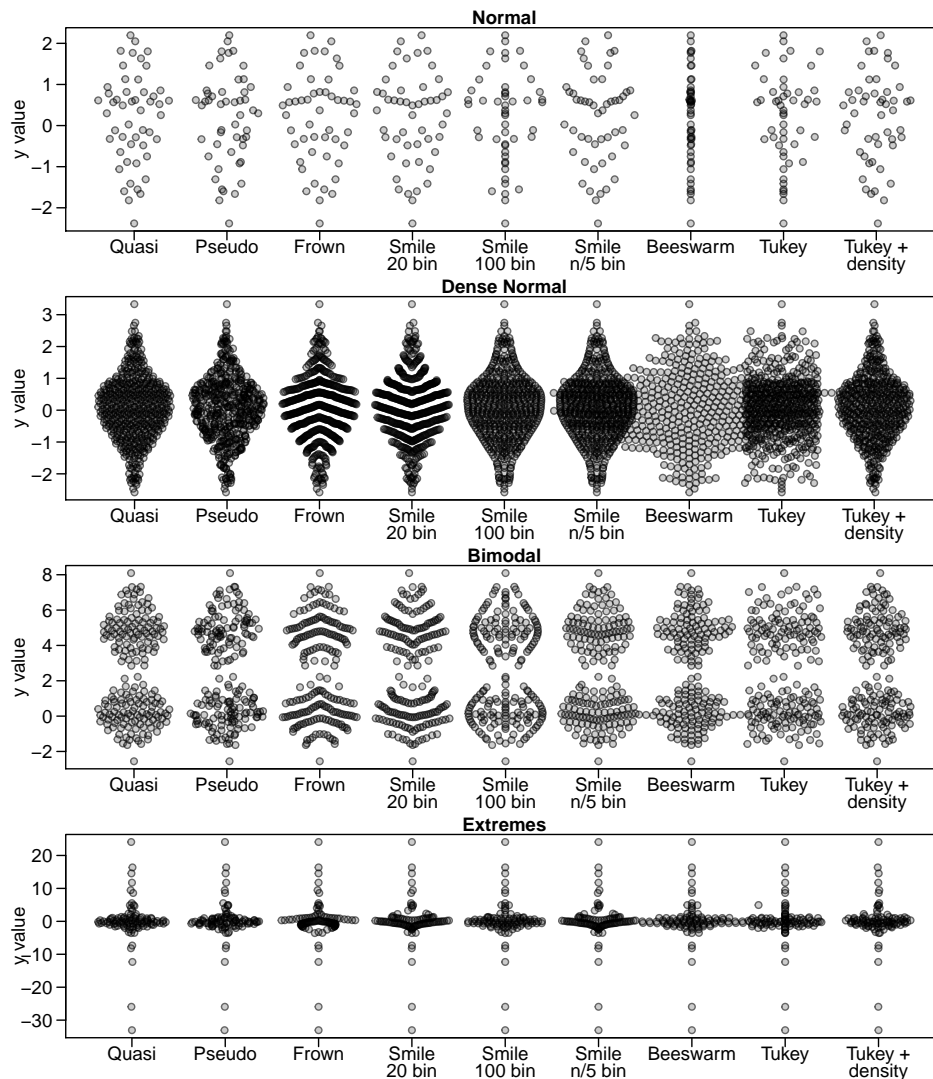 Normal
y value
2
1
0
−1
−2
Quasi Pseudo Frown Smile Smile Smile Beeswarm Tukey Tukey +
20 bin 100 bin n/5 bin density
Dense Normal
y value
3
2
1
0
−1
−2
Quasi Pseudo Frown Smile Smile Smile Beeswarm Tukey Tukey +
20 bin 100 bin n/5 bin density
Bimodal
y value
8
6
4
2
0
−2
Quasi Pseudo Frown Smile Smile Smile Beeswarm Tukey Tukey +
20 bin 100 bin n/5 bin density
Extremes
y value
20
10
0
−10
−20
−30
Quasi Pseudo Frown Smile Smile Smile Beeswarm Tukey Tukey +
20 bin 100 bin n/5 bin density